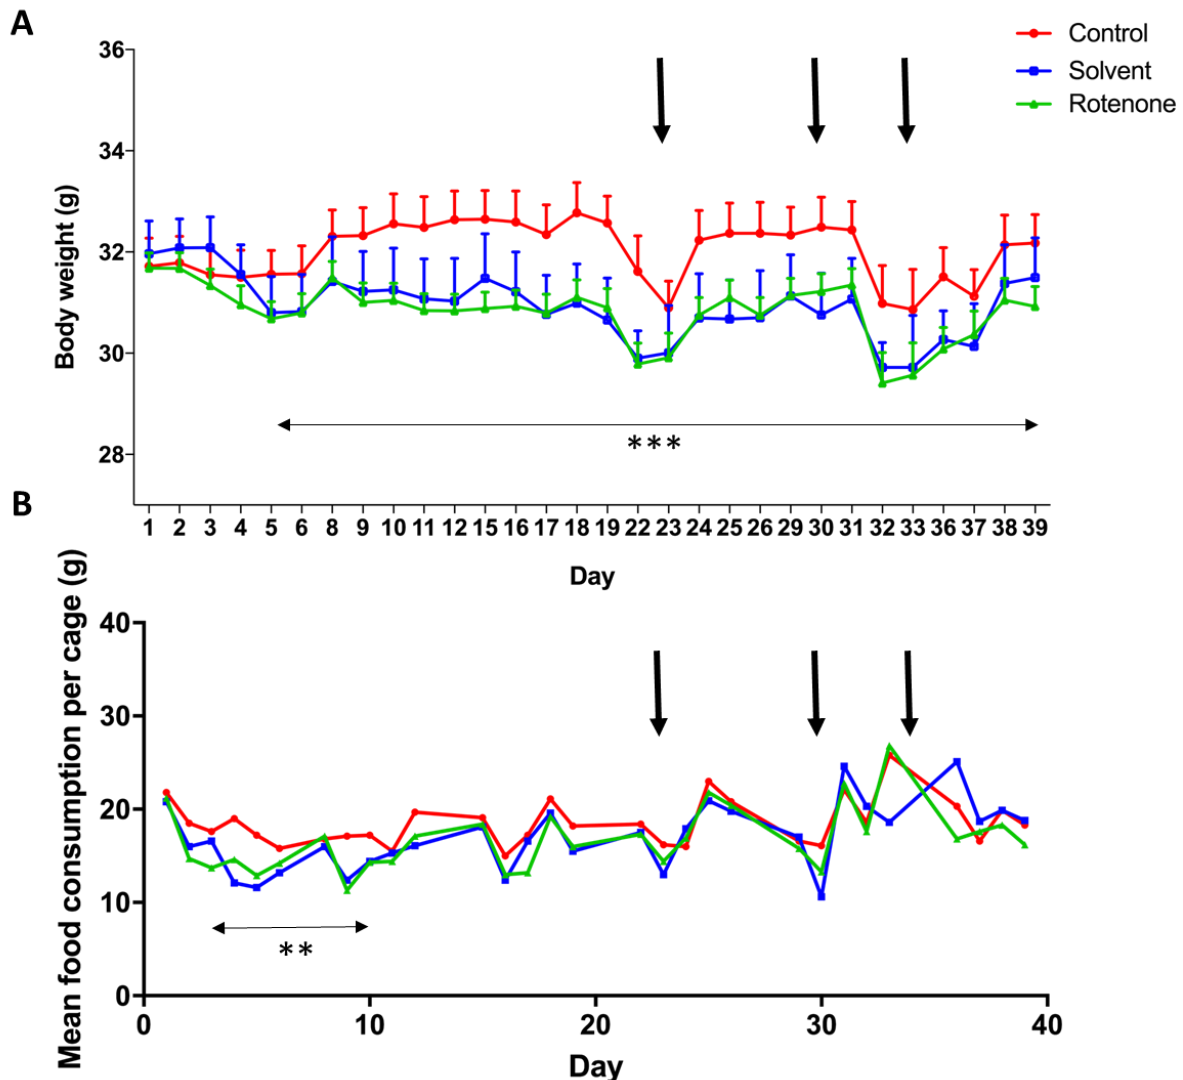 A
Control
Solvent
Rotenone
36
34
32
30
28
Body weight (g)
***
1 2 3 4 5 6 8 9 10 11 12 15 16 17 18 19 22 23 24 25 26 29 30 31 32 33 36 37 38 39
Day
B
40
30
20
10
0
Mean food consumption per cage (g)
**
0 10 20 30 40
Day